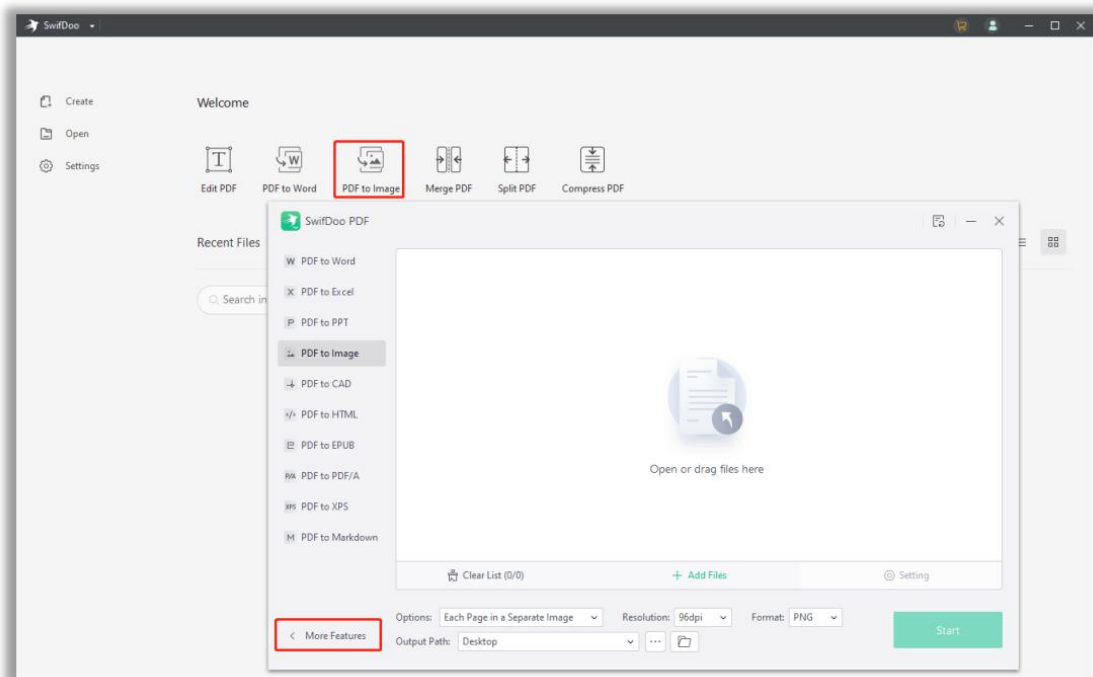 SwifDoo
Create
Open
Settings
Welcome
Edit PDF
PDF to Word
PDF to Image
Merge PDF
Split PDF
Compress PDF
Recent Files
Search in
SwifDoo PDF
W PDF to Word
X PDF to Excel
P PDF to PPT
PDF to Image
PDF to CAD
</> PDF to HTML
PDF to EPUB
P/A PDF to PDF/A
XPS PDF to XPS
M PDF to Markdown
More Features
Open or drag files here
Clear List (0/0)
+ Add Files
Setting
Options: Each Page in a Separate Image Resolution: 96dpi Format: PNG
Output Path: Desktop ...
Start